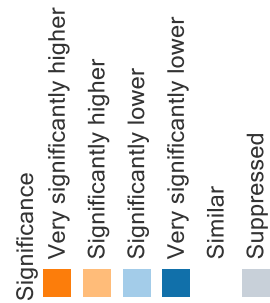 Significance
Very significantly higher
Significantly higher
Significantly lower
Very significantly lower
Similar
Suppressed